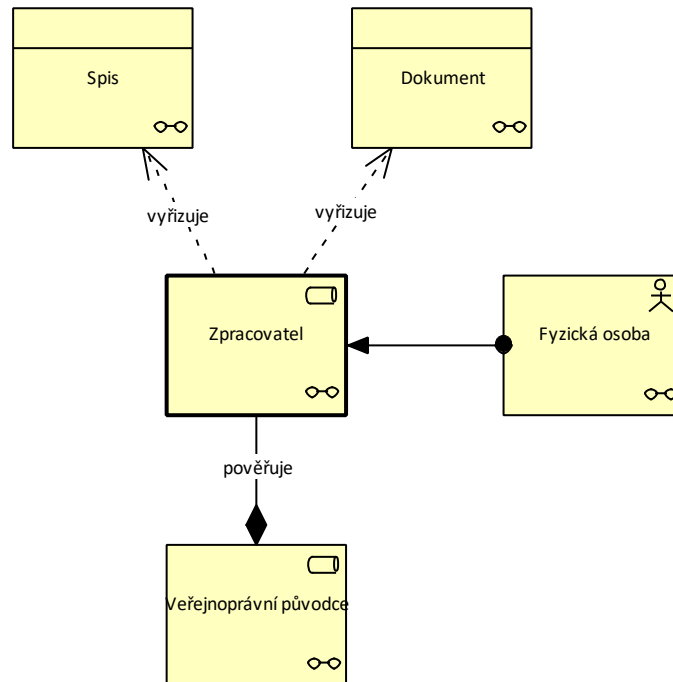 Spis
Dokument
vyřizuje
vyřizuje
Zpracovatel
Fyzická osoba
pověřuje
Veřejnoprávní původce